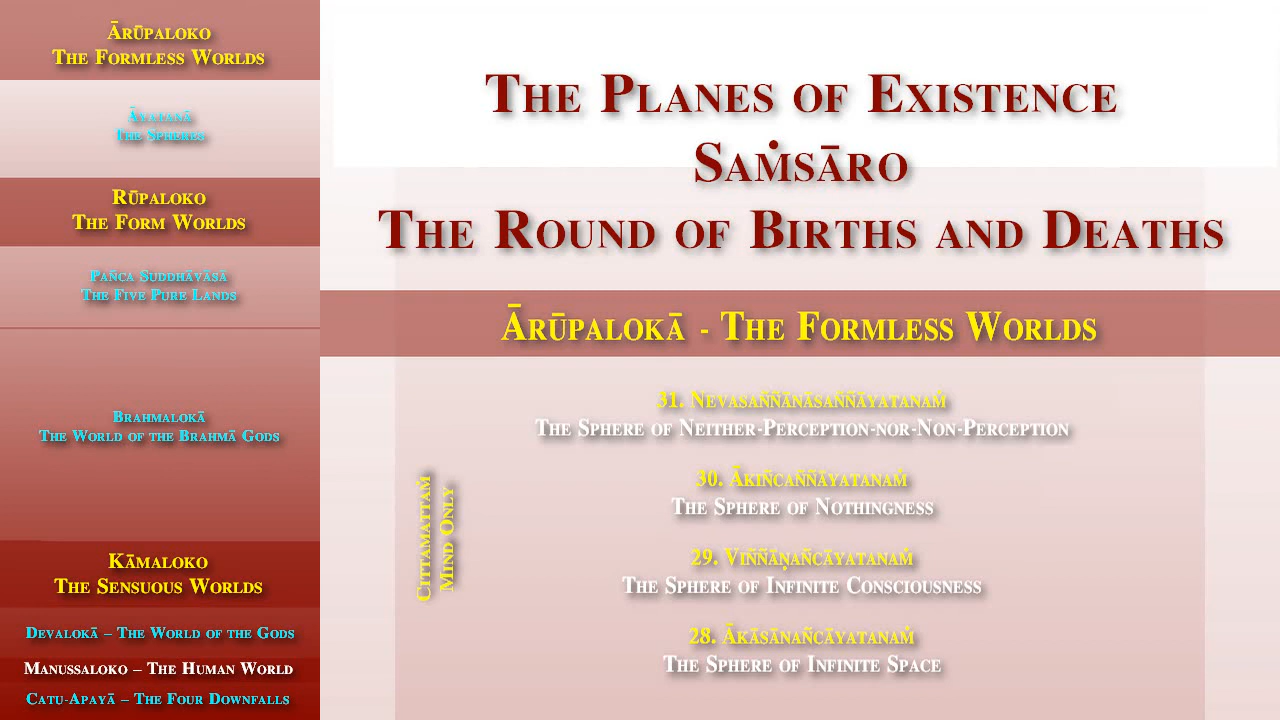 Ārūpaloko
The Formless Worlds
Āyatanā
The Spheres
Rūpaloko
The Form Worlds
Pañca Suddhāvāsā
The Five Pure Lands
Brahmalokā
The World of the Brahmā Gods
Kāmaloko
The Sensuous Worlds
Devalokā – The World of the Gods
Manussaloko – The Human World
Catu-Apayā – The Four Downfalls
The Planes of Existence
Saṁsāro
The Round of Births and Deaths
Ārūpalokā - The Formless Worlds
31. Nevasaññānāsaññāyatanaṁ
The Sphere of Neither-Perception-nor-Non-Perception
30. Ākiñcaññāyatanaṁ
The Sphere of Nothingness
29. Viññāṇañcāyatanaṁ
The Sphere of Infinite Consciousness
28. Ākāsānañcāyatanaṁ
The Sphere of Infinite Space
Cittamattaṁ
Mind Only